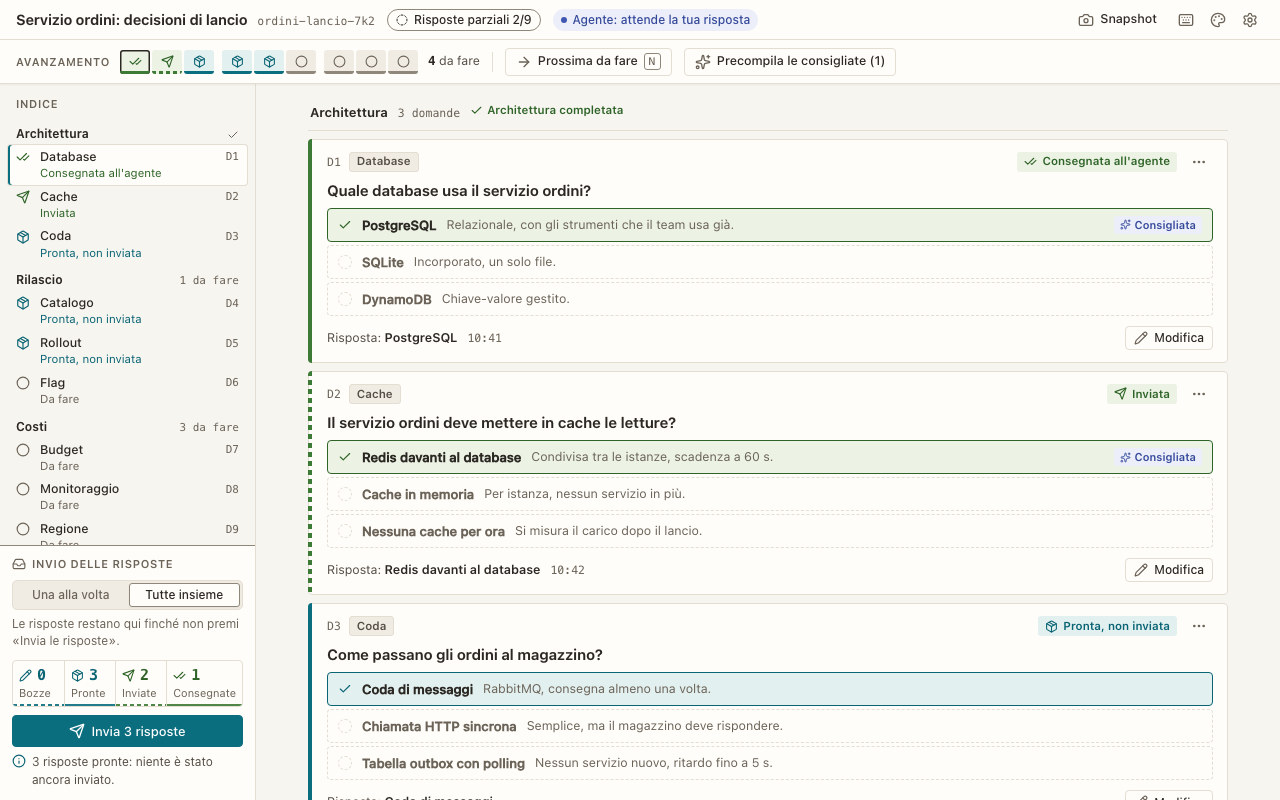 Servizio ordini: decisioni di lancio ordini-lancio-7k2 Risposte parziali 2/9 Agente: attende la tua risposta Snapshot
AVANZAMENTO 4 da fare Prossima da fare N Precompila le consigliate (1)
INDICE
Architettura
Database D1
Consegnata all'agente
Cache D2
Inviata
Coda D3
Pronta, non inviata
Rilascio 1 da fare
Catalogo D4
Pronta, non inviata
Rollout D5
Pronta, non inviata
Flag D6
Da fare
Costi 3 da fare
Budget D7
Da fare
Monitoraggio D8
Da fare
Regione D9
Da fare
INVIO DELLE RISPOSTE
Una alla volta Tutte insieme
Le risposte restano qui finché non premi
«Invia le risposte».
0 3 2 1
Bozze Pronte Inviate Consegnate
Invia 3 risposte
3 risposte pronte: niente è stato
ancora inviato.
Architettura 3 domande Architettura completata
D1 Database Consegnata all'agente
Quale database usa il servizio ordini?
PostgreSQL Relazionale, con gli strumenti che il team usa già. Consigliata
SQLite Incorporato, un solo file.
DynamoDB Chiave-valore gestito.
Risposta: PostgreSQL 10:41 Modifica
D2 Cache Inviata
Il servizio ordini deve mettere in cache le letture?
Redis davanti al database Condivisa tra le istanze, scadenza a 60 s. Consigliata
Cache in memoria Per istanza, nessun servizio in più.
Nessuna cache per ora Si misura il carico dopo il lancio.
Risposta: Redis davanti al database 10:42 Modifica
D3 Coda Pronta, non inviata
Come passano gli ordini al magazzino?
Coda di messaggi RabbitMQ, consegna almeno una volta.
Chiamata HTTP sincrona Semplice, ma il magazzino deve rispondere.
Tabella outbox con polling Nessun servizio nuovo, ritardo fino a 5 s.
Risposta: Coda di messaggi Modifica